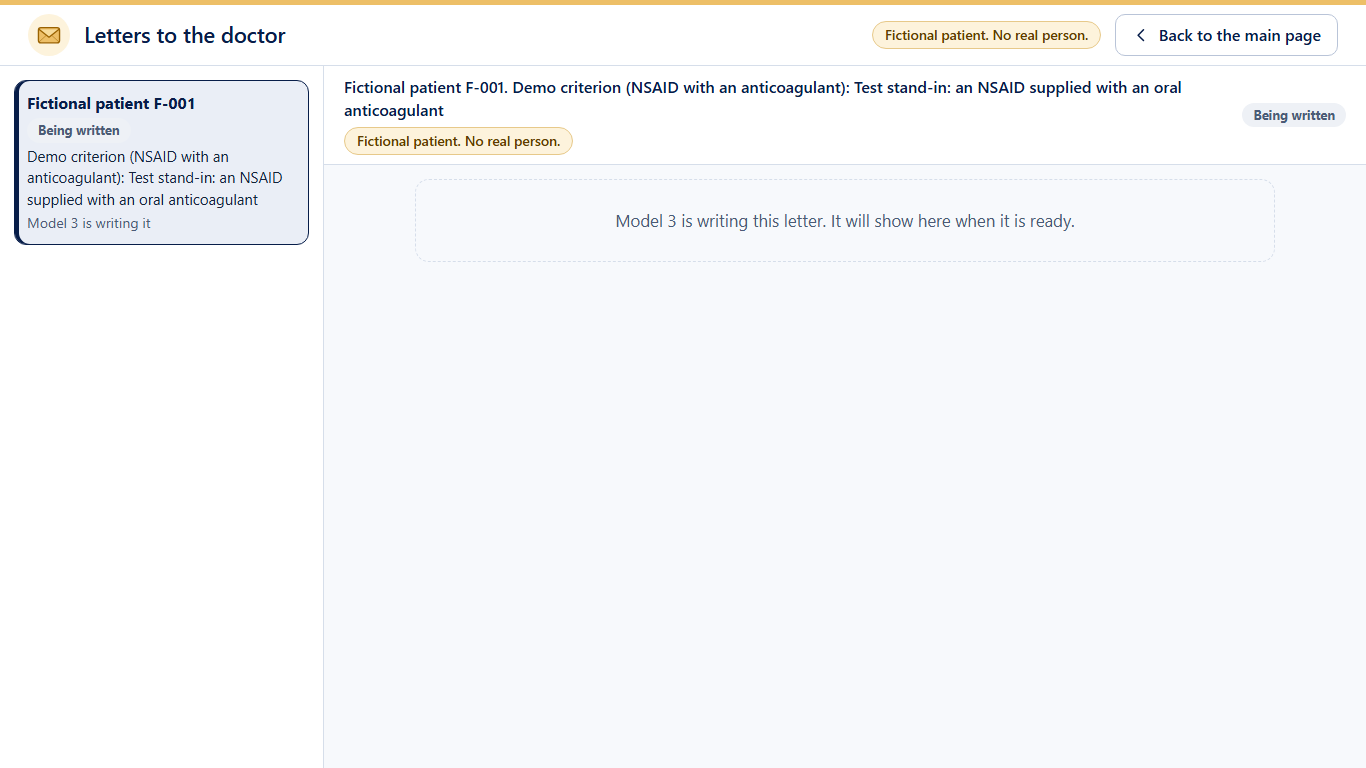 Letters to the doctor
Fictional patient. No real person.
Back to the main page
Fictional patient F-001
Being written
Demo criterion (NSAID with an
anticoagulant): Test stand-in: an NSAID
supplied with an oral anticoagulant
Model 3 is writing it
Fictional patient F-001. Demo criterion (NSAID with an anticoagulant): Test stand-in: an NSAID supplied with an oral
anticoagulant
Fictional patient. No real person.
Being written
Model 3 is writing this letter. It will show here when it is ready.